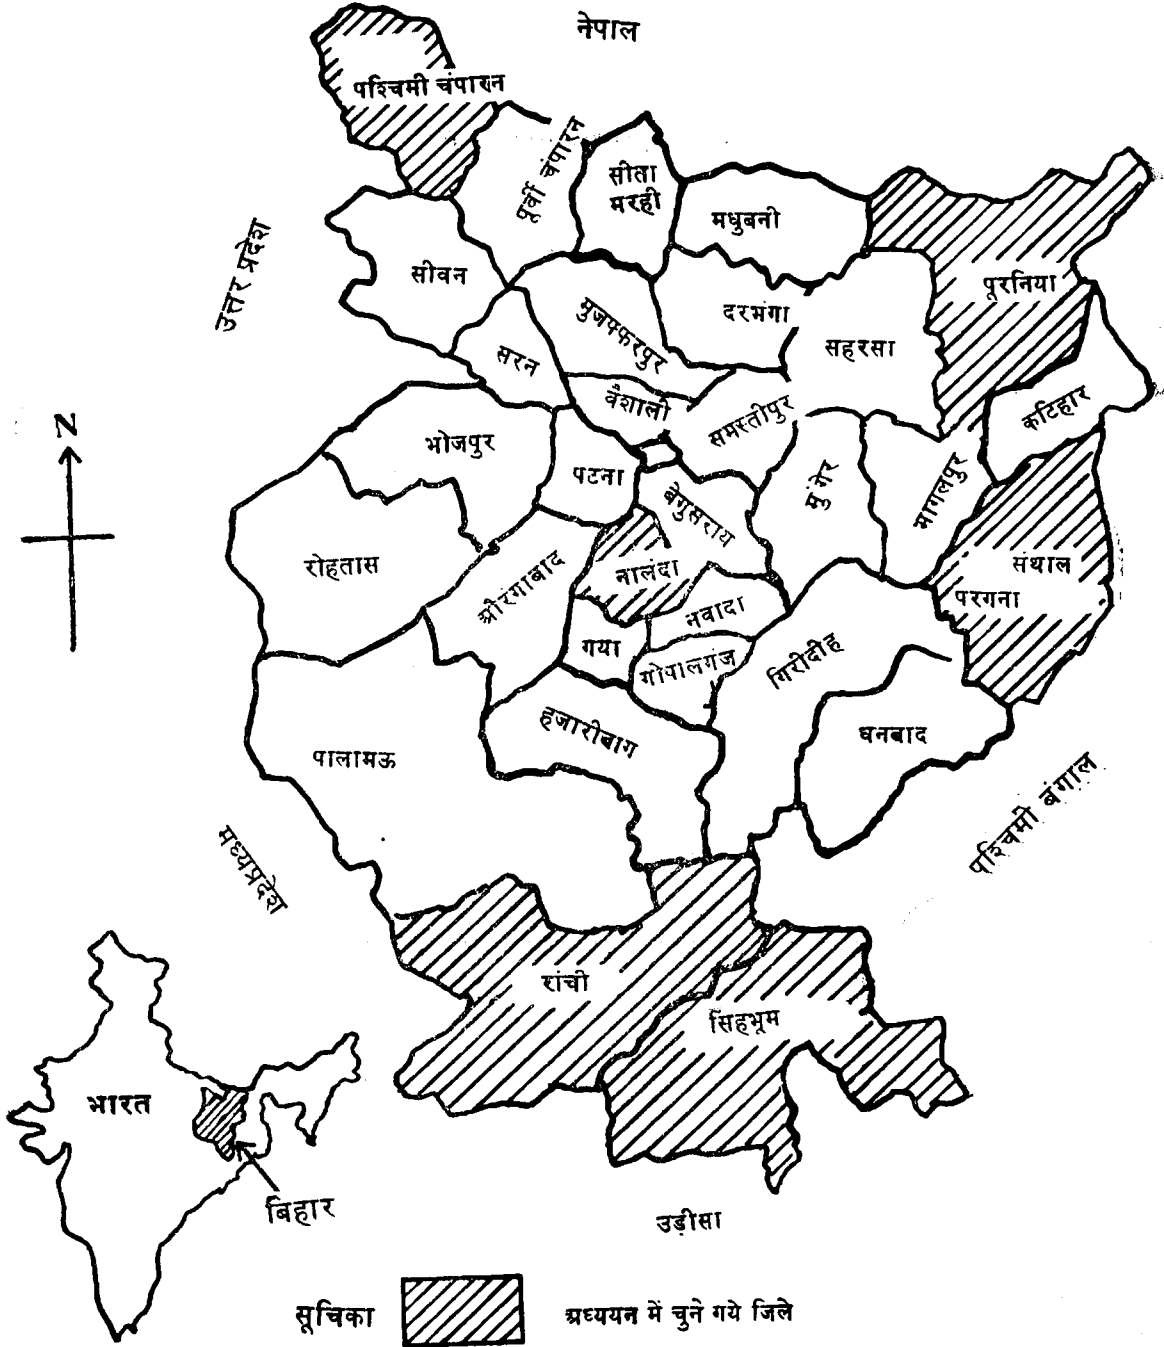 नेपाल
पश्चिमी चंपारन
पूर्वी चंपारन
सीता
मरही
मधुबनी
उत्तर प्रदेश
सीवन
पूरनिया
मुजफ्फरपुर
दरभंगा
सहरसा
सरन
वैशाली
समस्तीपुर
कटिहार
N
भोजपुर
पटना
बेगुसराय
मुंगेर
भागलपुर
रोहतास
औरंगाबाद
नालंदा
संथाल
परगना
नवादा
गया
गोपालगंज
गिरीदीह
हजारीबाग
धनबाद
पालामऊ
पश्चिमी बंगाल
मध्यप्रदेश
रांची
सिंहभूम
भारत
बिहार
उड़ीसा
सूचिका
अध्ययन में चुने गये जिले